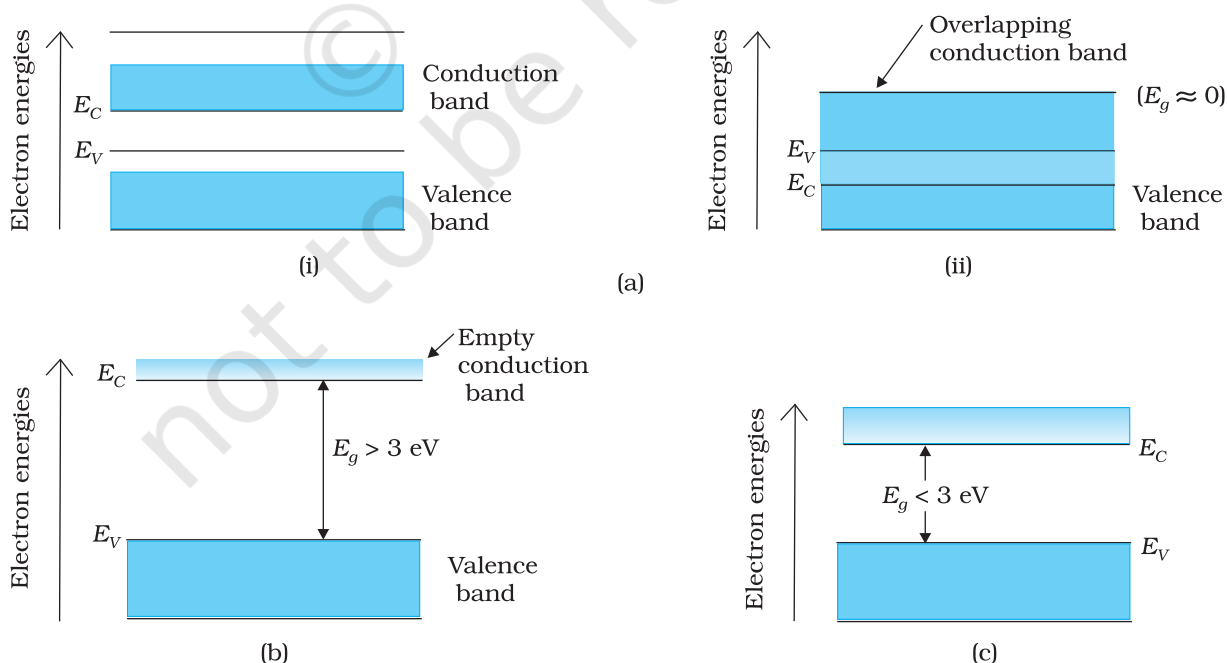 Electron energies
Conduction
band
E_C
E_V
Valence
band
(i)
Electron energies
Overlapping
conduction band
(E_g ≈ 0)
E_V
E_C
Valence
band
(ii)
(a)
Electron energies
Empty
conduction
band
E_C
E_g > 3 eV
E_V
Valence
band
(b)
Electron energies
E_C
E_g < 3 eV
E_V
(c)
© not to be r